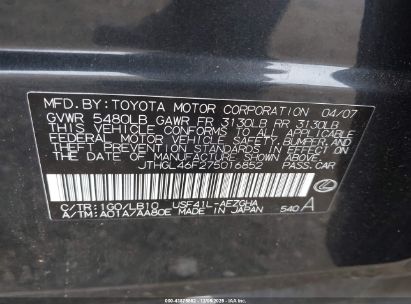 MFD.BY:TOYOTA MOTOR CORPORATION 04/07
GVWR 5480LB GAWR FR 3130LB RR 3130LB
THIS VEHICLE CONFORMS TO ALL APPLICABLE
FEDERAL MOTOR VEHICLE SAFETY, BUMPER, AND
THEFT PREVENTION STANDARDS IN EFFECT ON
THE DATE OF MANUFACTURE SHOWN ABOVE.
JTHGL46F275016852 PASS.CAR
C/TR:1G0/LB10 USF41L-AEZGHA
A/TM:A01A/AA80E MADE IN JAPAN 540 A